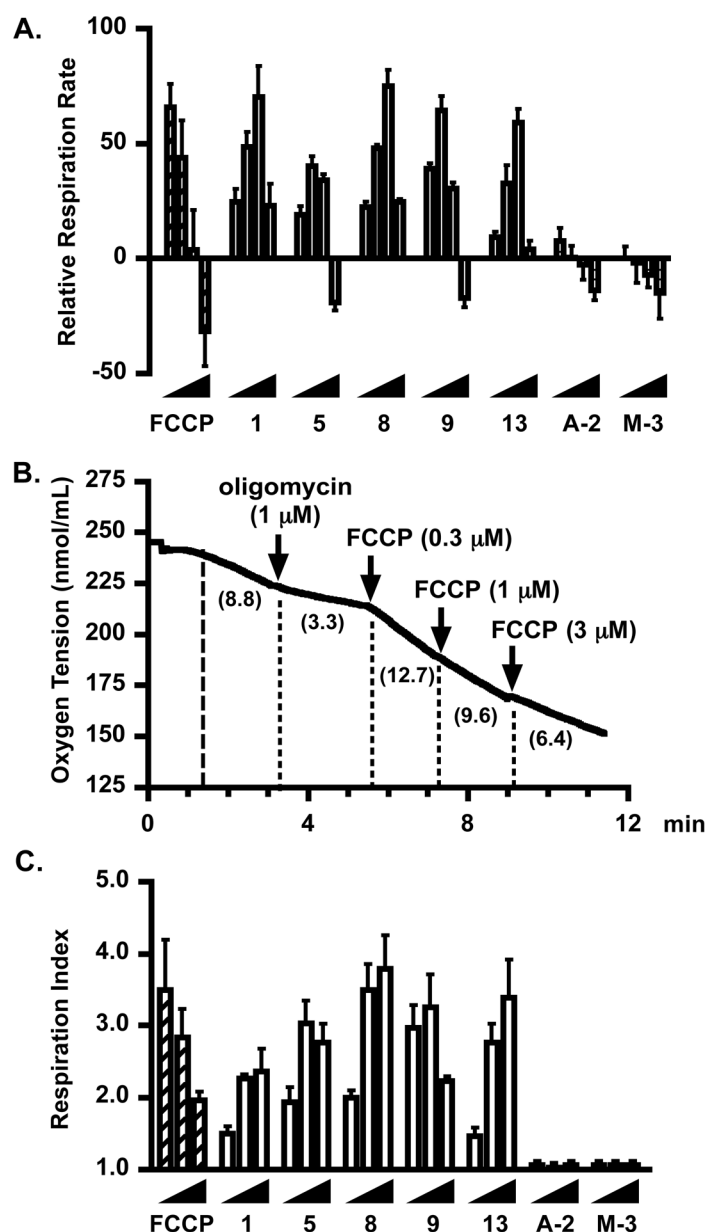 A.
Relative Respiration Rate
100
50
0
-50
FCCP 1 5 8 9 13 A-2 M-3
B.
Oxygen Tension (nmol/mL)
275
250
225
200
175
150
125
oligomycin
(1 μM)
FCCP (0.3 μM)
FCCP (1 μM)
FCCP (3 μM)
(8.8)
(3.3)
(12.7)
(9.6)
(6.4)
0 4 8 12 min
C.
Respiration Index
5.0
4.0
3.0
2.0
1.0
FCCP 1 5 8 9 13 A-2 M-3